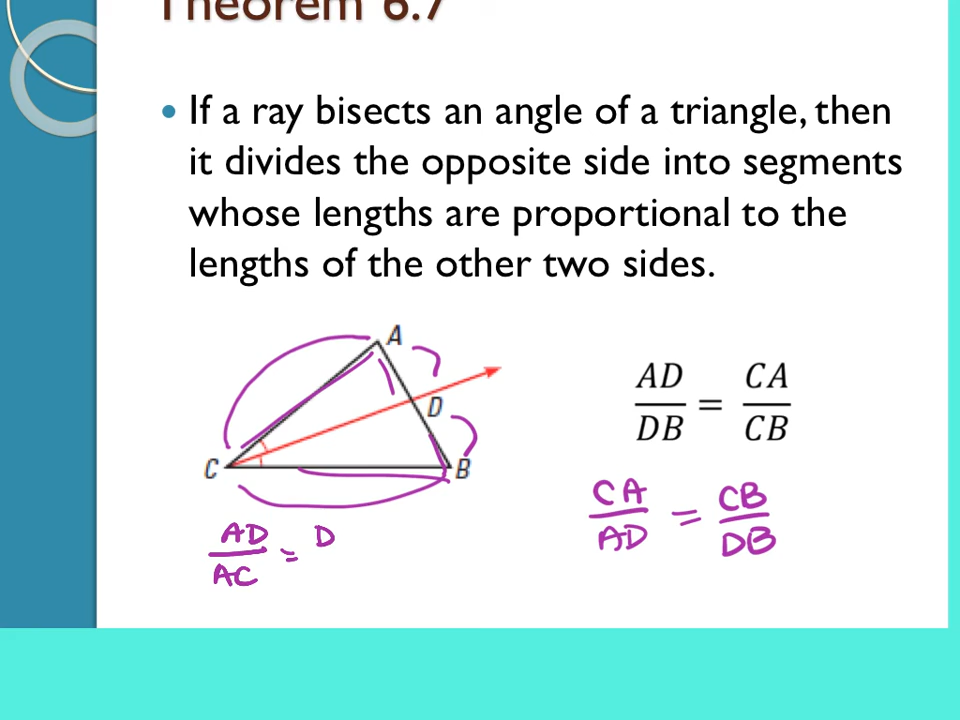 Theorem 6.7
• If a ray bisects an angle of a triangle, then
it divides the opposite side into segments
whose lengths are proportional to the
lengths of the other two sides.
A
D
C
B
AD/DB = CA/CB
CA/AD = CB/DB
AD/AC = D